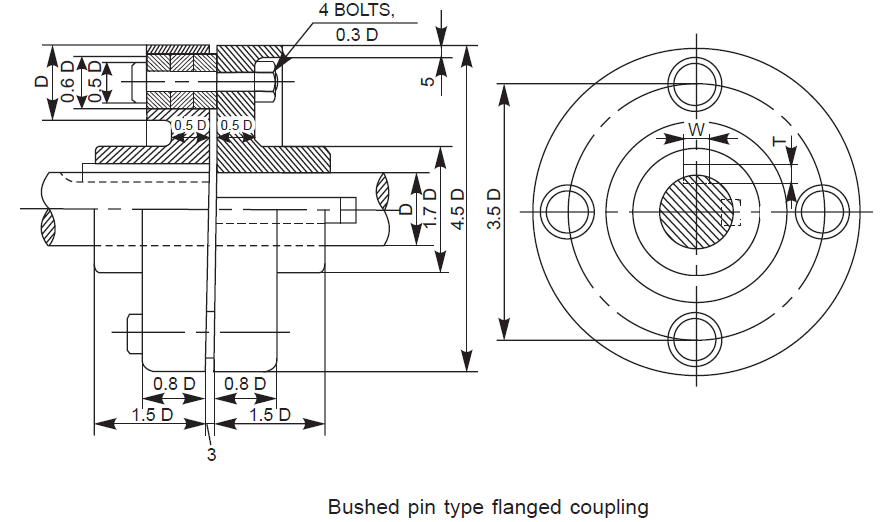 4 BOLTS,
0.3 D
D
0.6 D
0.5 D
5
0.5 D
0.5 D
W
T
D
1.7 D
4.5 D
3.5 D
0.8 D
0.8 D
1.5 D
1.5 D
3
Bushed pin type flanged coupling